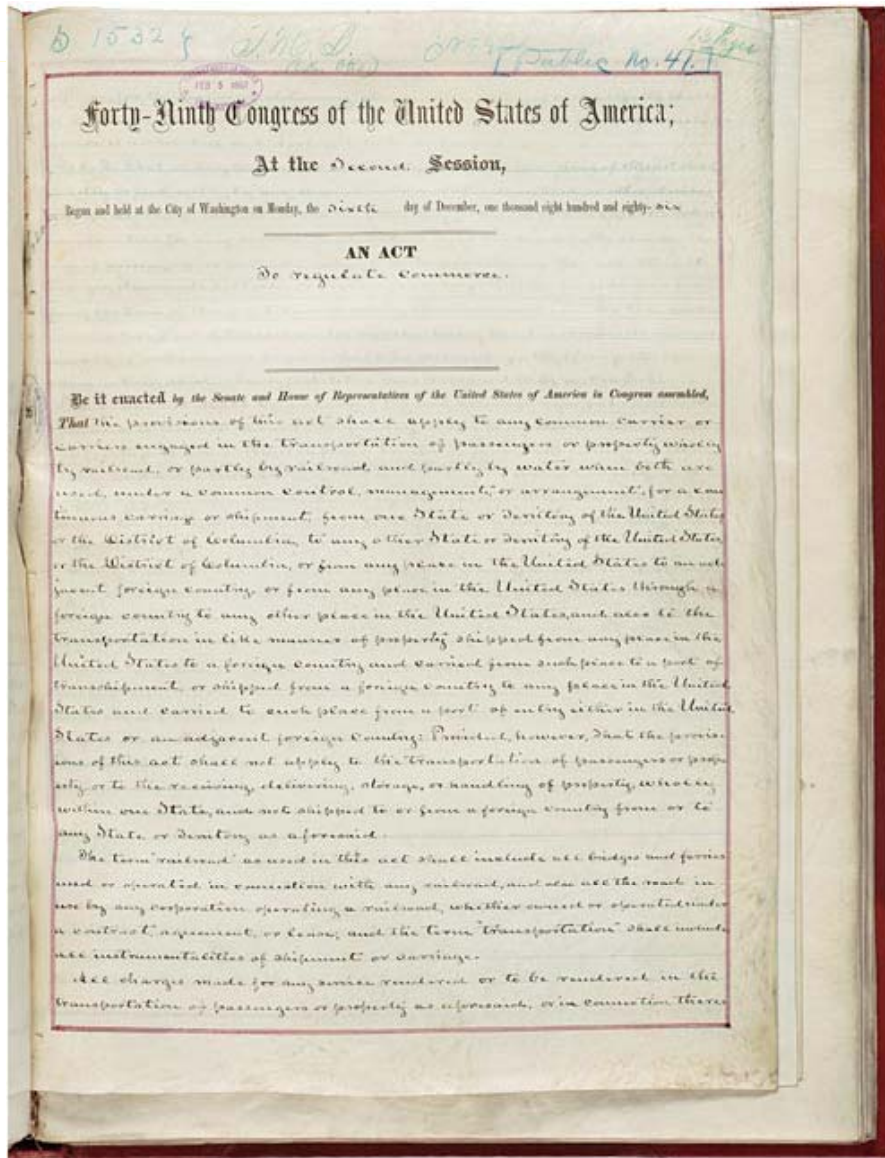 1532
[Public No. 41.]
FEB 5 1887
Forty-Ninth Congress of the United States of America;
At the Second Session,
Begun and held at the City of Washington on Monday, the sixth day of December, one thousand eight hundred and eighty-six
AN ACT
To regulate commerce.
Be it enacted by the Senate and House of Representatives of the United States of America in Congress assembled,
That the provisions of this act shall apply to any common carrier or
carriers engaged in the transportation of passengers or property wholly
by railroad, or partly by railroad and partly by water when both are
used, under a common control, management, or arrangement, for a con
tinuous carriage or shipment, from one State or Territory of the United States
or the District of Columbia, to any other State or Territory of the United States,
or the District of Columbia, or from any place in the United States to an ad
jacent foreign country, or from any place in the United States through a
foreign country to any other place in the United States, and also to the
transportation in like manner of property shipped from any place in the
United States to a foreign country and carried from such place to a port of
transshipment, or shipped from a foreign country to any place in the United
States and carried to such place from a port of entry either in the United
States or an adjacent foreign country: Provided, however, That the provis-
ions of this act shall not apply to the transportation of passengers or prop
erty, or to the receiving, delivering, storage, or handling of property, wholly
within one State, and not shipped to or from a foreign country from or to
any State or Territory as aforesaid.
The term "railroad" as used in this act shall include all bridges and ferries
used or operated in connection with any railroad, and also all the road in
use by any corporation operating a railroad, whether owned or operated under
a contract, agreement, or lease; and the term "transportation" shall include
all instrumentalities of shipment or carriage.
All charges made for any service rendered or to be rendered in the
transportation of passengers or property as aforesaid, or in connection there